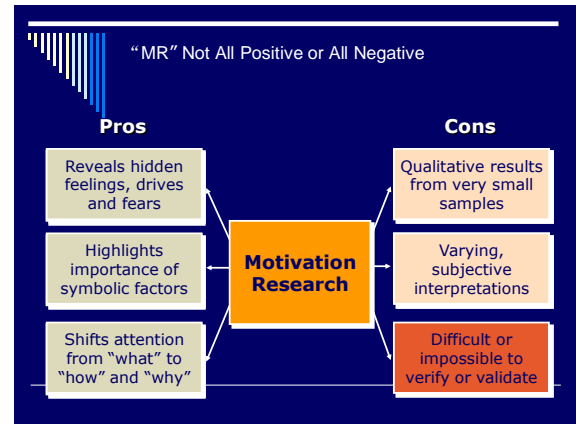 “MR” Not All Positive or All Negative
Pros
Cons
Reveals hidden
feelings, drives
and fears
Highlights
importance of
symbolic factors
Shifts attention
from “what” to
“how” and “why”
Motivation
Research
Qualitative results
from very small
samples
Varying,
subjective
interpretations
Difficult or
impossible to
verify or validate